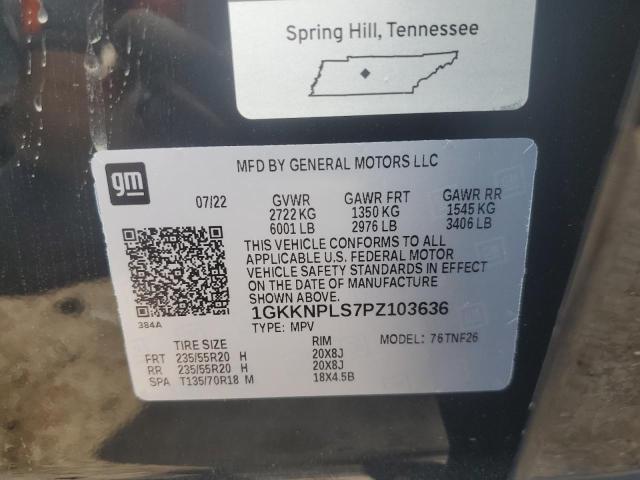 Spring Hill, Tennessee
gm
MFD BY GENERAL MOTORS LLC
07/22 GVWR GAWR FRT GAWR RR
2722 KG 1350 KG 1545 KG
6001 LB 2976 LB 3406 LB
THIS VEHICLE CONFORMS TO ALL
APPLICABLE U.S. FEDERAL MOTOR
VEHICLE SAFETY STANDARDS IN EFFECT
ON THE DATE OF MANUFACTURE
SHOWN ABOVE.
1GKKNPLS7PZ103636
384A
TYPE: MPV MODEL: 76TNF26
TIRE SIZE RIM
FRT 235/55R20 H 20X8J
RR 235/55R20 H 20X8J
SPA T135/70R18 M 18X4.5B